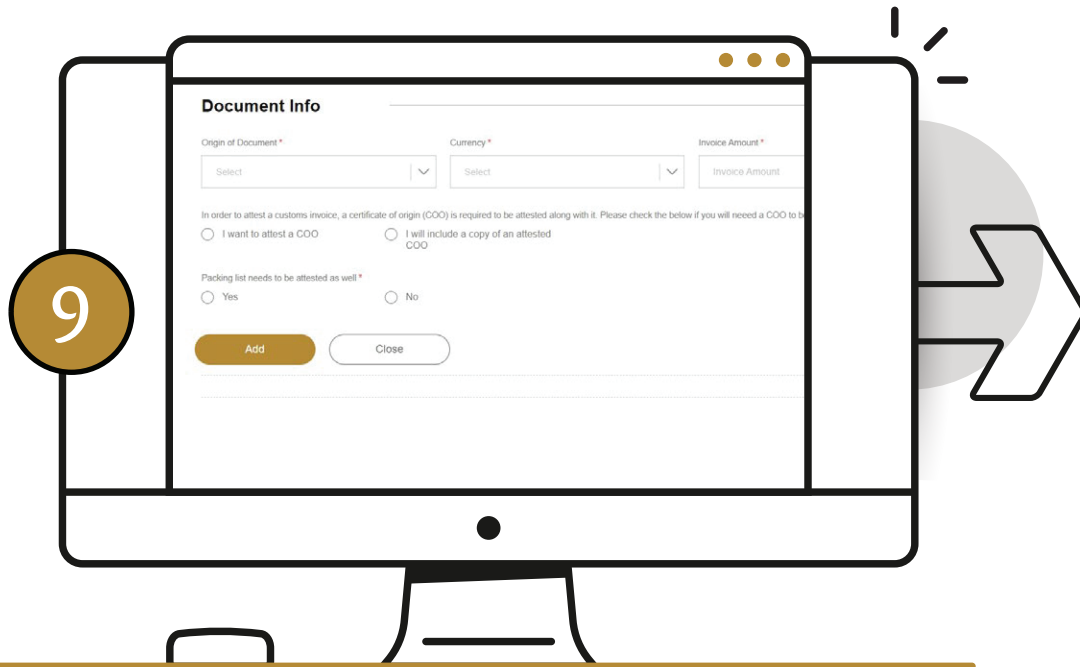 Document Info
Origin of Document * Currency * Invoice Amount *
Select Select Invoice Amount
In order to attest a customs invoice, a certificate of origin (COO) is required to be attested along with it. Please check the below if you will neeed a COO to b
I want to attest a COO I will include a copy of an attested
COO
Packing list needs to be attested as well *
Yes No
9
Add Close